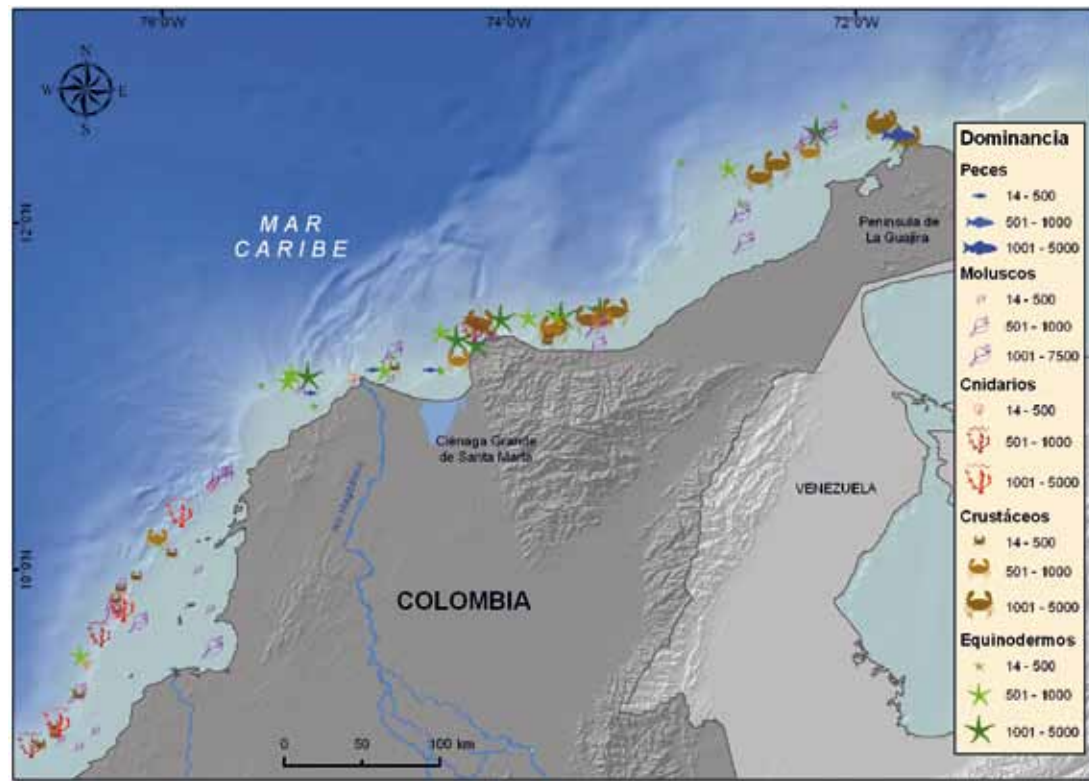 76°0'W
74°0'W
72°0'W
N
W
E
S
12°0'N
10°0'N
MAR
CARIBE
Peninsula de
La Guajira
Ciénaga Grande
de Santa Marta
Río Magdalena
VENEZUELA
COLOMBIA
0
50
100 km
Dominancia
Peces
14 - 500
501 - 1000
1001 - 5000
Moluscos
14 - 500
501 - 1000
1001 - 7500
Cnidarios
14 - 500
501 - 1000
1001 - 5000
Crustáceos
14 - 500
501 - 1000
1001 - 5000
Equinodermos
14 - 500
501 - 1000
1001 - 5000